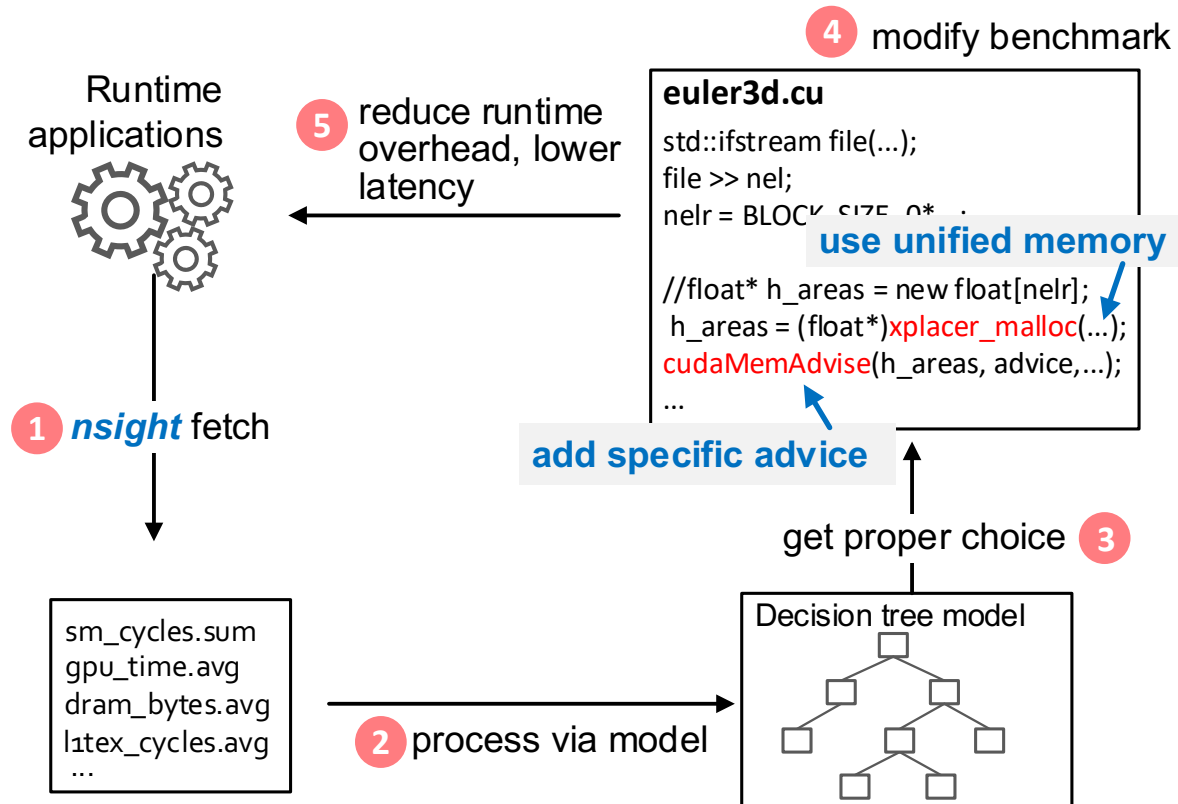 4 modify benchmark
Runtime
applications
5 reduce runtime
overhead, lower
latency
euler3d.cu
std::ifstream file(...);
file >> nel;
nelr = BLOCK_SIZE_0*
use unified memory
//float* h_areas = new float[nelr];
h_areas = (float*)xplacer_malloc(...);
cudaMemAdvise(h_areas, advice,...);
...
add specific advice
1 nsight fetch
get proper choice 3
sm_cycles.sum
gpu_time.avg
dram_bytes.avg
l1tex_cycles.avg
...
2 process via model
Decision tree model